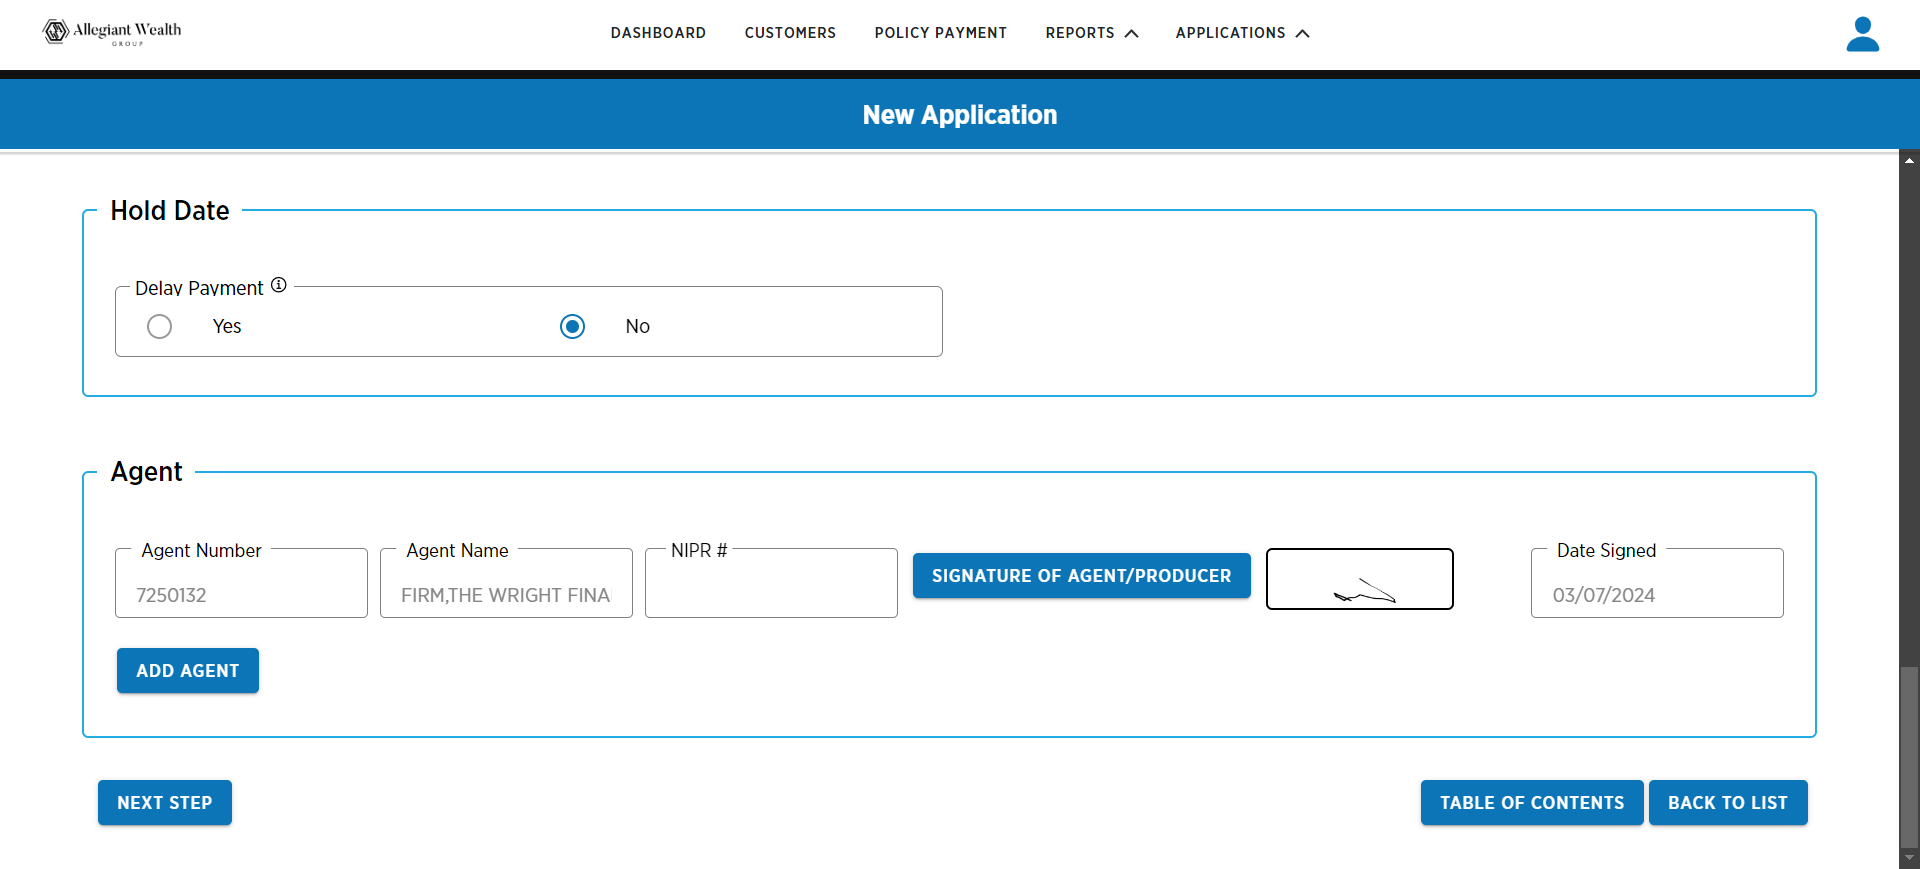 Allegiant Wealth
GROUP
DASHBOARD CUSTOMERS POLICY PAYMENT REPORTS APPLICATIONS
New Application
Hold Date
Delay Payment
Yes No
Agent
Agent Number Agent Name NIPR # Date Signed
7250132 FIRM,THE WRIGHT FINA SIGNATURE OF AGENT/PRODUCER 03/07/2024
ADD AGENT
NEXT STEP TABLE OF CONTENTS BACK TO LIST